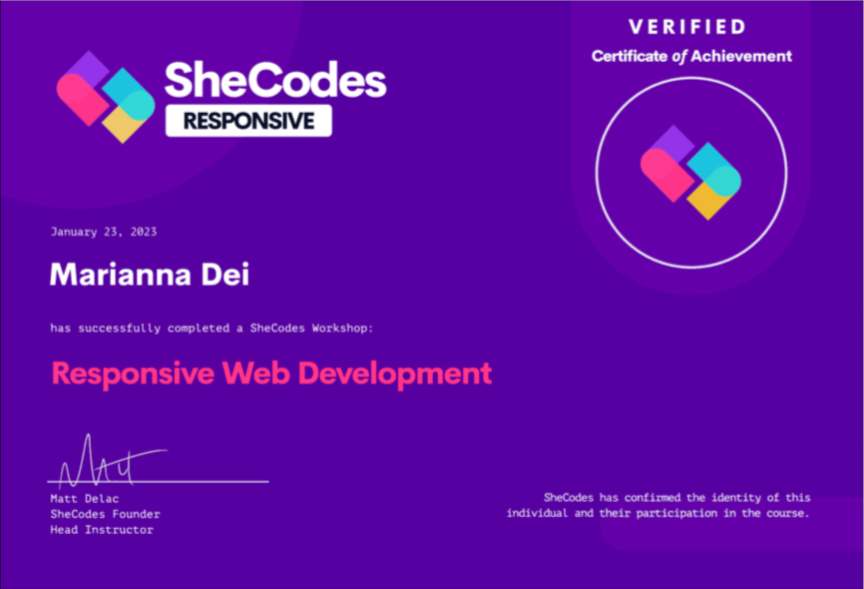 SheCodes
RESPONSIVE
VERIFIED
Certificate of Achievement
January 23, 2023
Marianna Dei
has successfully completed a SheCodes Workshop:
Responsive Web Development
Matt
Matt Delac
SheCodes Founder
Head Instructor
SheCodes has confirmed the identity of this
individual and their participation in the course.